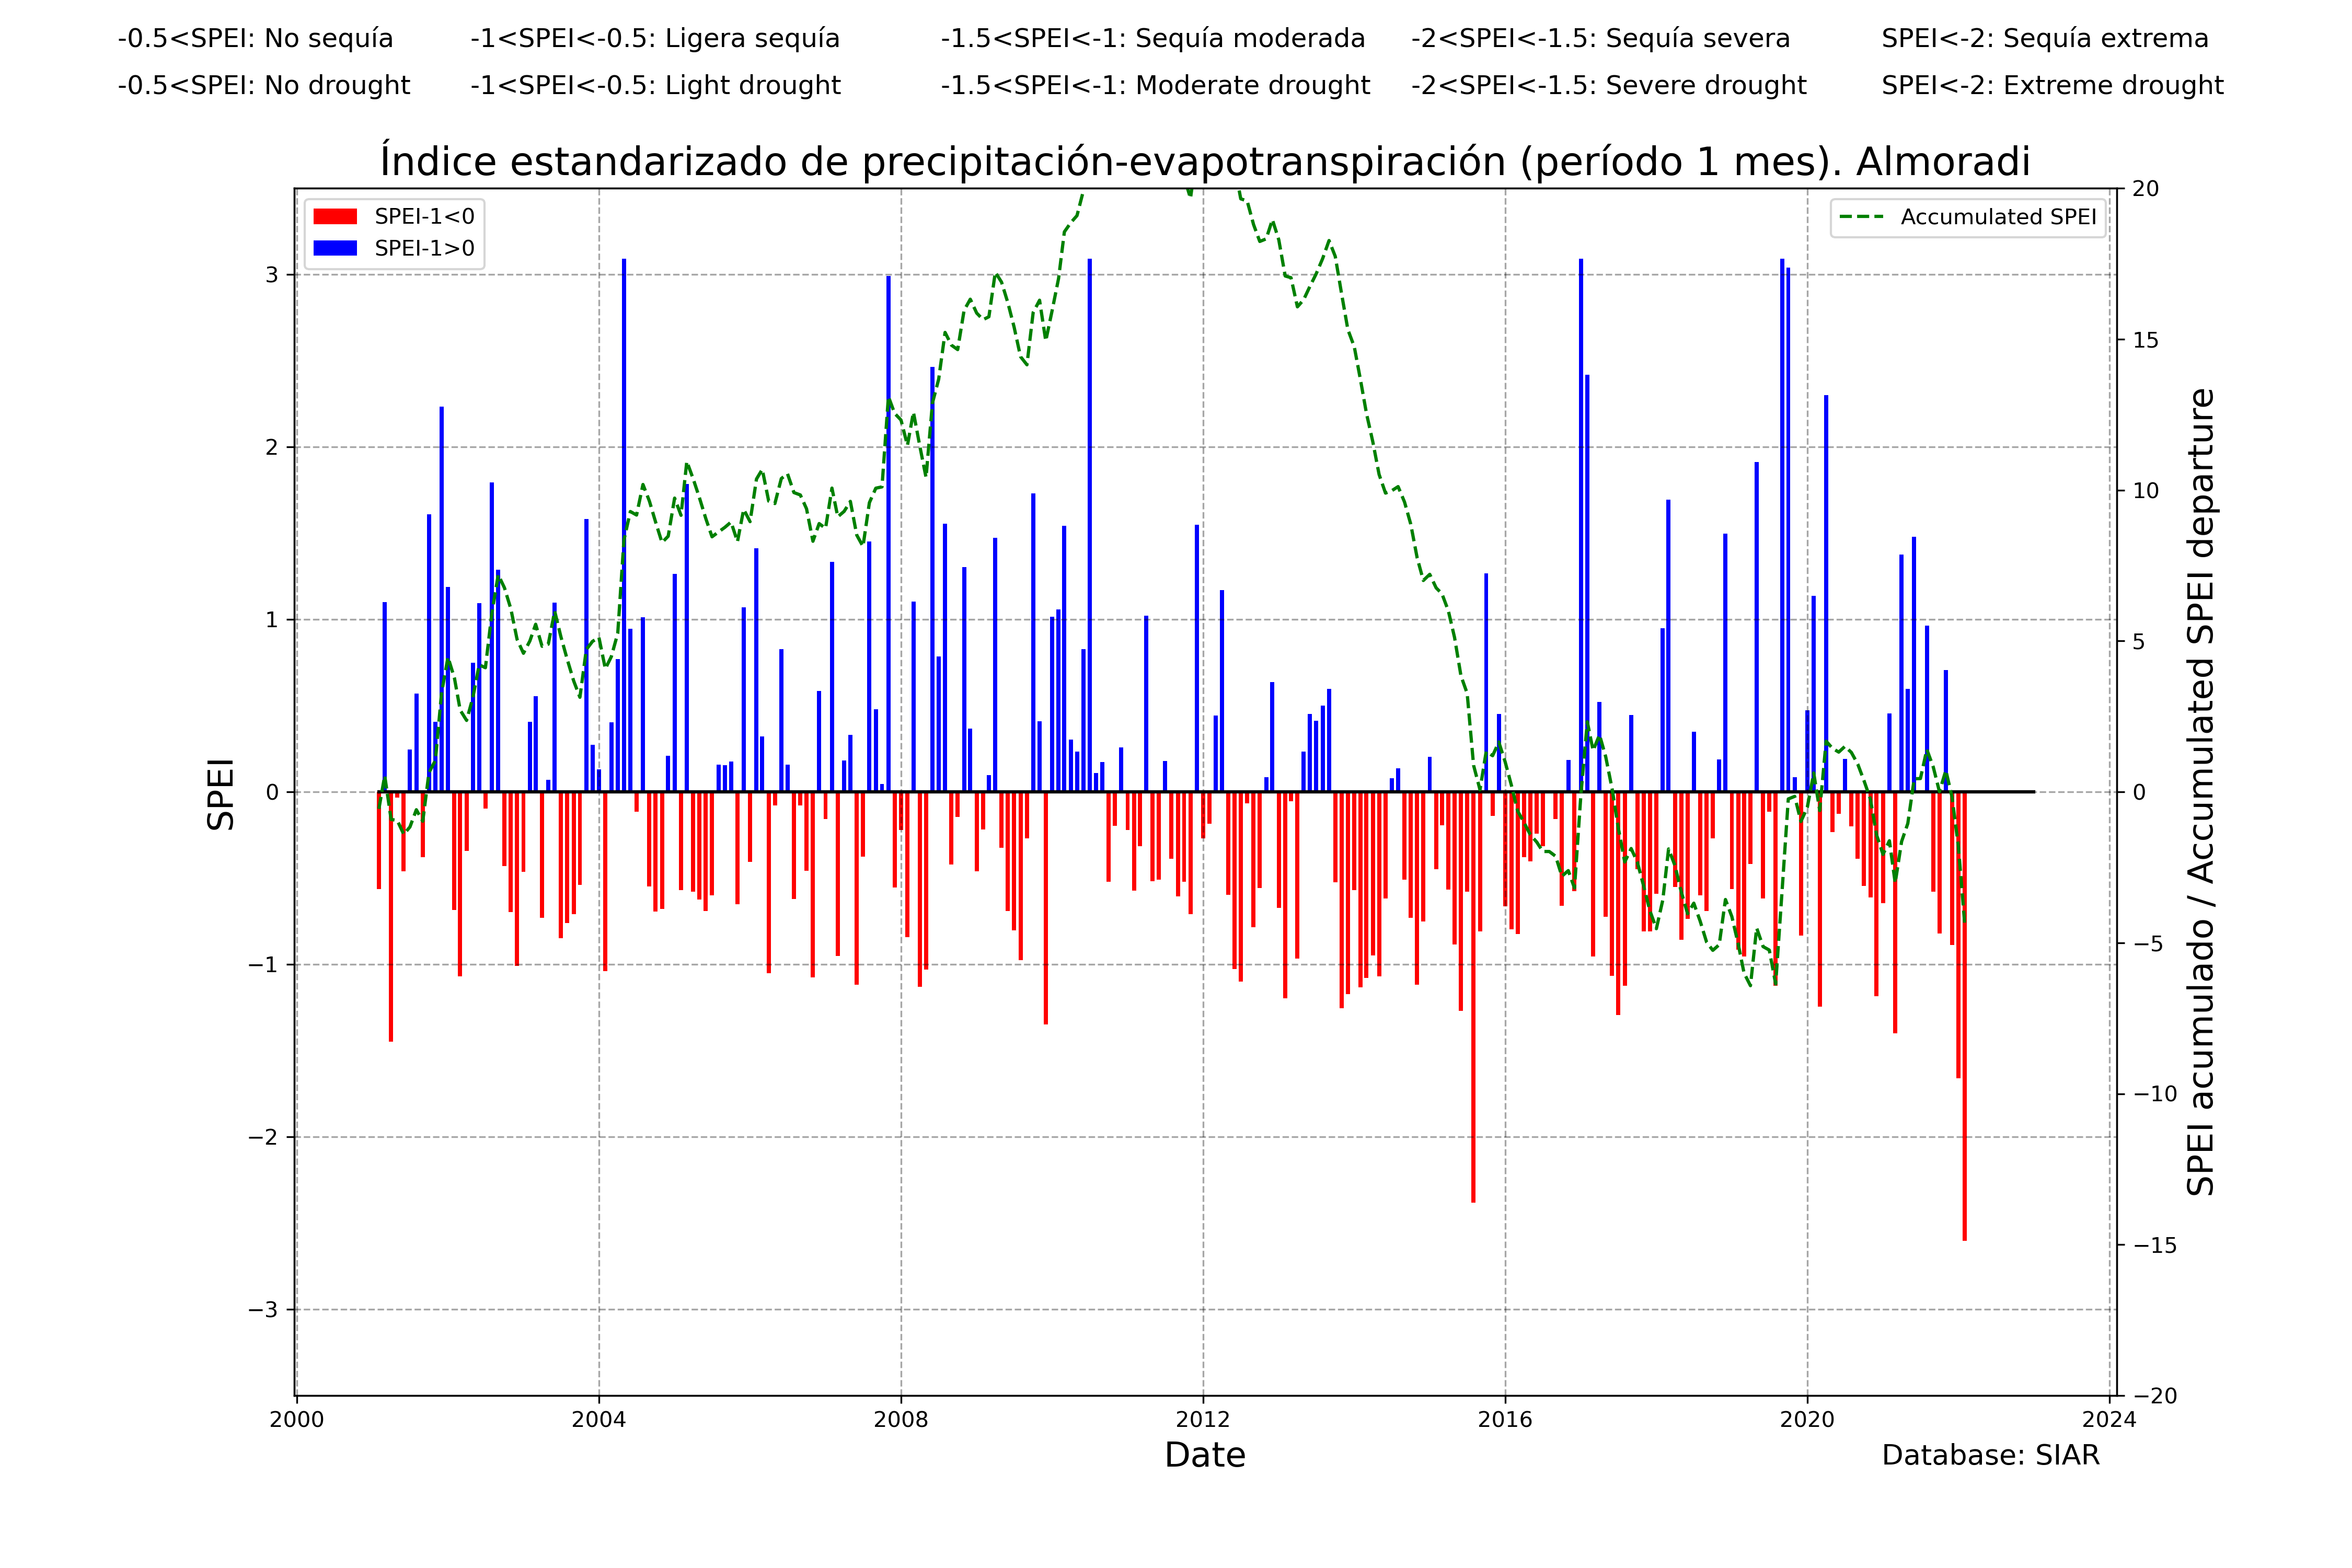 -0.5<SPEI: No sequía -1<SPEI<-0.5: Ligera sequía -1.5<SPEI<-1: Sequía moderada -2<SPEI<-1.5: Sequía severa SPEI<-2: Sequía extrema
-0.5<SPEI: No drought -1<SPEI<-0.5: Light drought -1.5<SPEI<-1: Moderate drought -2<SPEI<-1.5: Severe drought SPEI<-2: Extreme drought
Índice estandarizado de precipitación-evapotranspiración (período 1 mes). Almoradi
SPEI-1<0
SPEI-1>0
Accumulated SPEI
SPEI
3
2
1
0
−1
−2
−3
20
15
10
5
0
−5
−10
−15
−20
SPEI acumulado / Accumulated SPEI departure
2000 2004 2008 2012 2016 2020 2024
Date
Database: SIAR